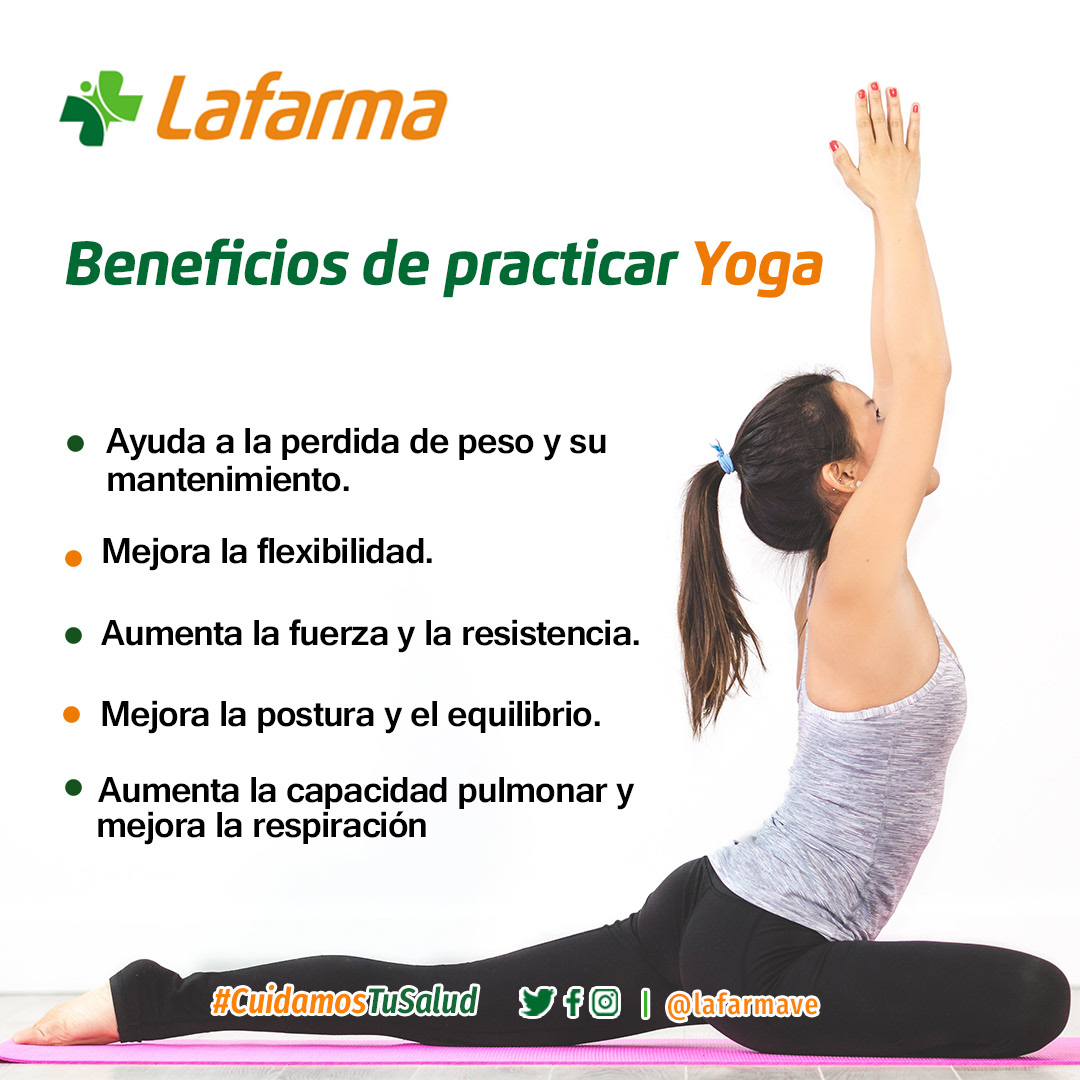 Lafarma
Beneficios de practicar Yoga
Ayuda a la perdida de peso y su
mantenimiento.
Mejora la flexibilidad.
Aumenta la fuerza y la resistencia.
Mejora la postura y el equilibrio.
Aumenta la capacidad pulmonar y
mejora la respiración
#CuidamosTuSalud | @lafarmave